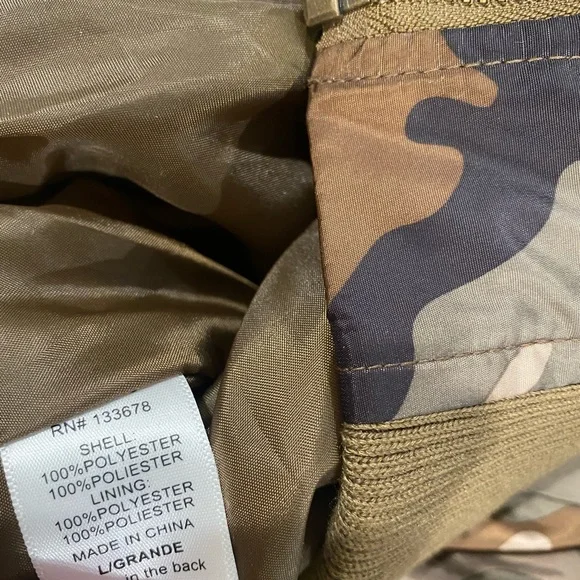 RN# 133678
SHELL:
100%POLYESTER
100%POLIESTER
LINING:
100%POLYESTER
100%POLIESTER
MADE IN CHINA
L/GRANDE
in the back